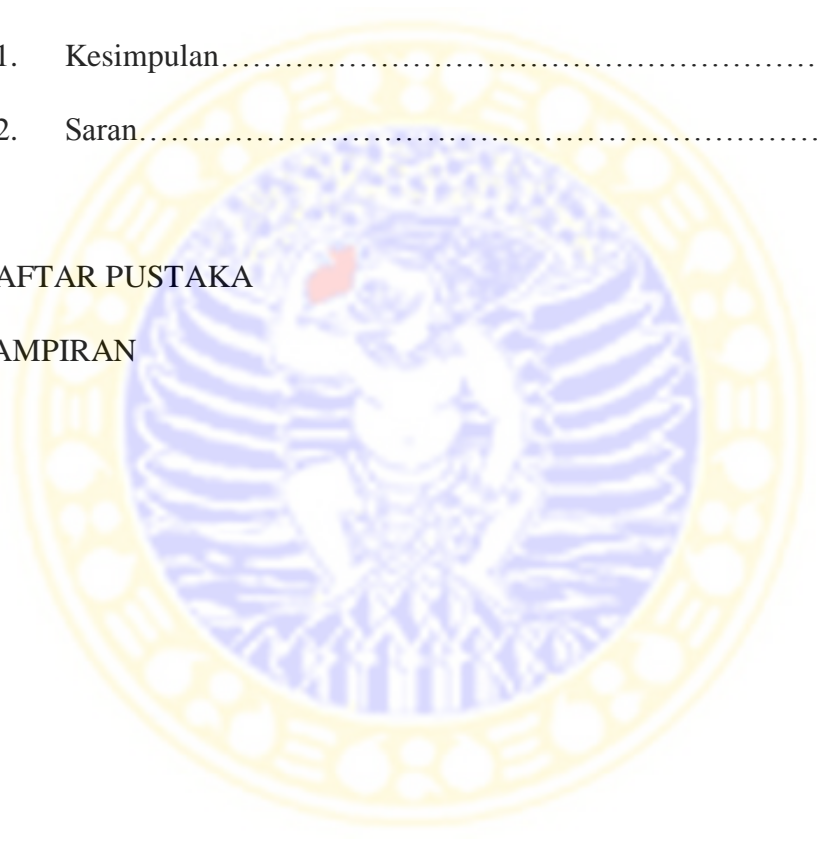 1. Kesimpulan……………………………………………………
2. Saran……………………………………………………………
AFTAR PUSTAKA
AMPIRAN